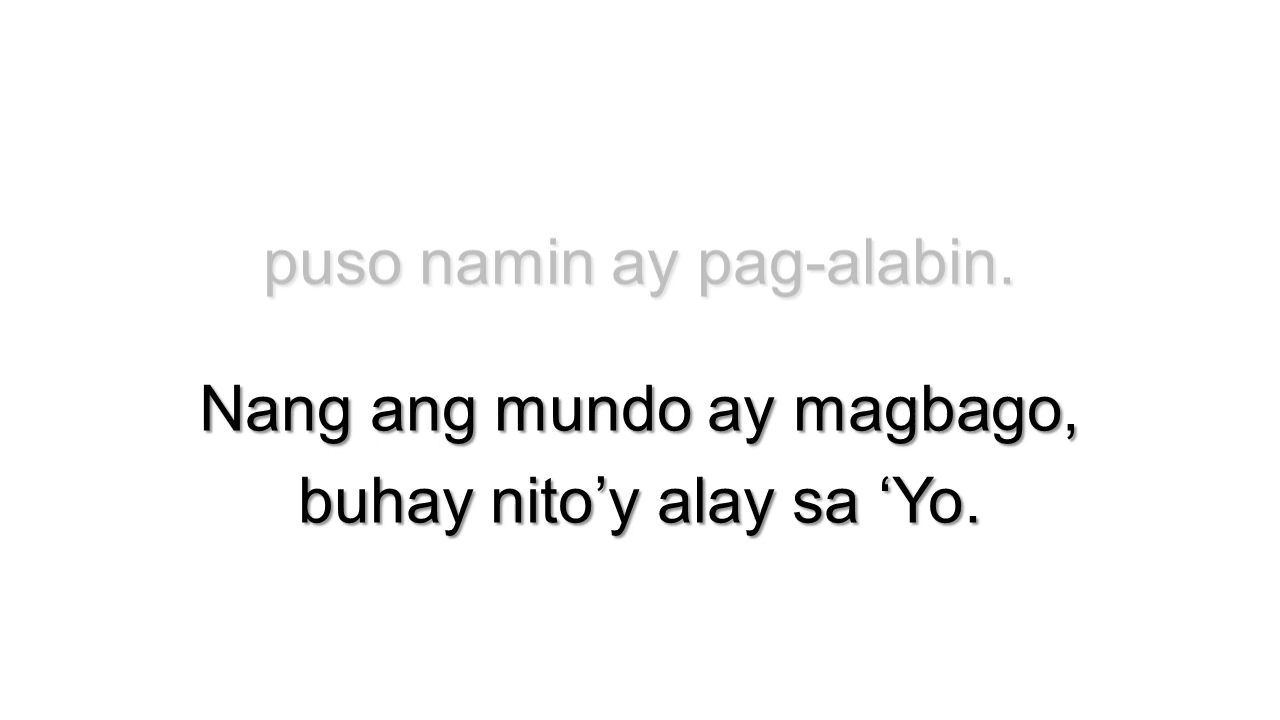 puso namin ay pag-alabin.
Nang ang mundo ay magbago,
buhay nito’y alay sa ‘Yo.